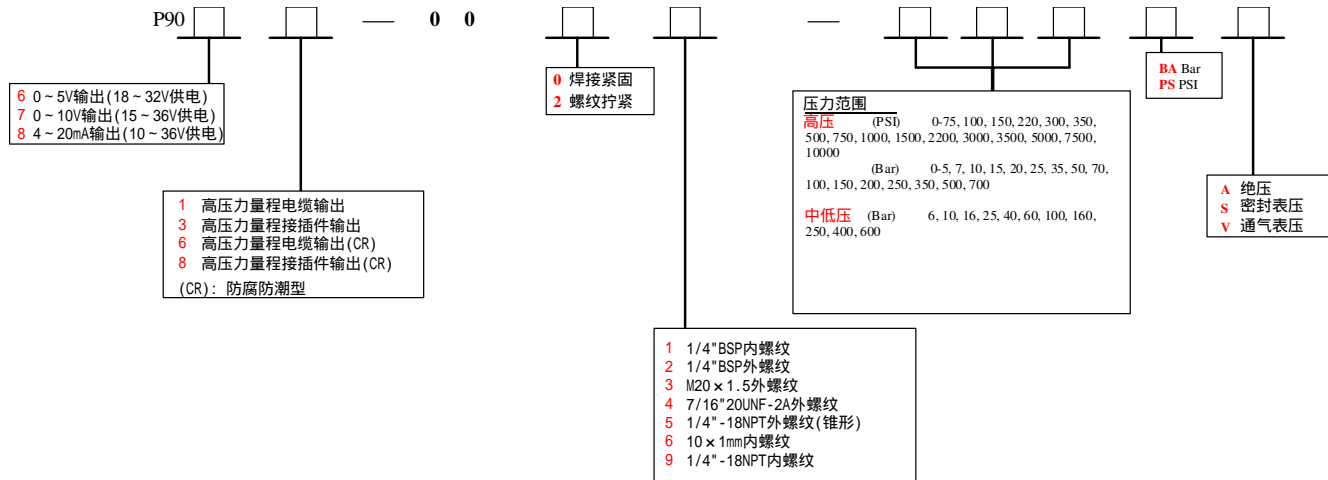 P90 — 0 0 —
6 0～5V输出(18～32V供电)
7 0～10V输出(15～36V供电)
8 4～20mA输出(10～36V供电)
1 高压力量程电缆输出
3 高压力量程接插件输出
6 高压力量程电缆输出(CR)
8 高压力量程接插件输出(CR)
(CR): 防腐防潮型
0 焊接紧固
2 螺纹拧紧
1 1/4"BSP内螺纹
2 1/4"BSP外螺纹
3 M20×1.5外螺纹
4 7/16"20UNF-2A外螺纹
5 1/4"-18NPT外螺纹(锥形)
6 10×1mm内螺纹
9 1/4"-18NPT内螺纹
压力范围
高压 (PSI) 0-75, 100, 150, 220, 300, 350,
500, 750, 1000, 1500, 2200, 3000, 3500, 5000, 7500,
10000
(Bar) 0-5, 7, 10, 15, 20, 25, 35, 50, 70,
100, 150, 200, 250, 350, 500, 700
中低压 (Bar) 6, 10, 16, 25, 40, 60, 100, 160,
250, 400, 600
BA Bar
PS PSI
A 绝压
S 密封表压
V 通气表压